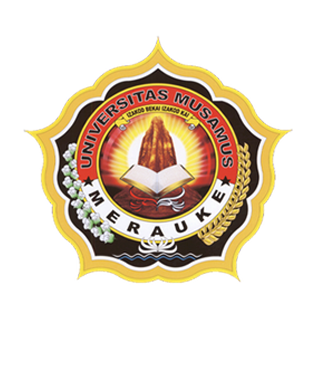 UNIVERSITAS MUSAMUS
IZAKOD BEKAI IZAKOD KAI
MERAUKE